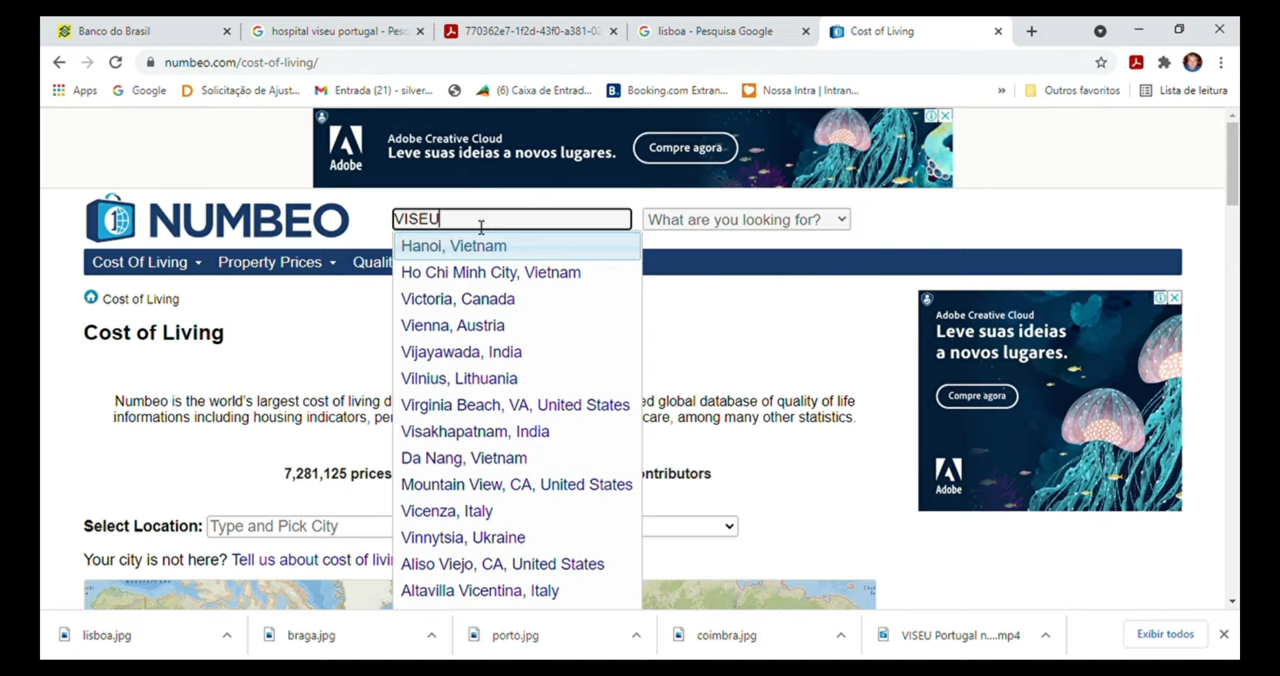 Banco do Brasil
hospital viseu portugal - Pesc
770362e7-1f2d-43f0-a381-02
lisboa - Pesquisa Google
Cost of Living
numbeo.com/cost-of-living/
Apps
Google
Solicitação de Ajust...
Entrada (21) - silver...
(6) Caixa de Entrad...
Booking.com Extran...
Nossa Intra | Intran...
»
Outros favoritos
Lista de leitura
Adobe
Adobe Creative Cloud
Leve suas ideias a novos lugares.
Compre agora
NUMBEO
VISEU
What are you looking for?
Cost Of Living
Property Prices
Qualit
Hanoi, Vietnam
Ho Chi Minh City, Vietnam
Victoria, Canada
Vienna, Austria
Vijayawada, India
Vilnius, Lithuania
Virginia Beach, VA, United States
Visakhapatnam, India
Da Nang, Vietnam
Mountain View, CA, United States
Vicenza, Italy
Vinnytsia, Ukraine
Aliso Viejo, CA, United States
Altavilla Vicentina, Italy
Cost of Living
Cost of Living
Numbeo is the world's largest cost of living d
ed global database of quality of life
informations including housing indicators, per
care, among many other statistics.
7,281,125 prices
ontributors
Select Location: Type and Pick City
Your city is not here? Tell us about cost of livi
Adobe Creative Cloud
Leve suas ideias
a novos lugares.
Compre agora
Adobe
lisboa.jpg
braga.jpg
porto.jpg
coimbra.jpg
VISEU Portugal n....mp4
Exibir todos